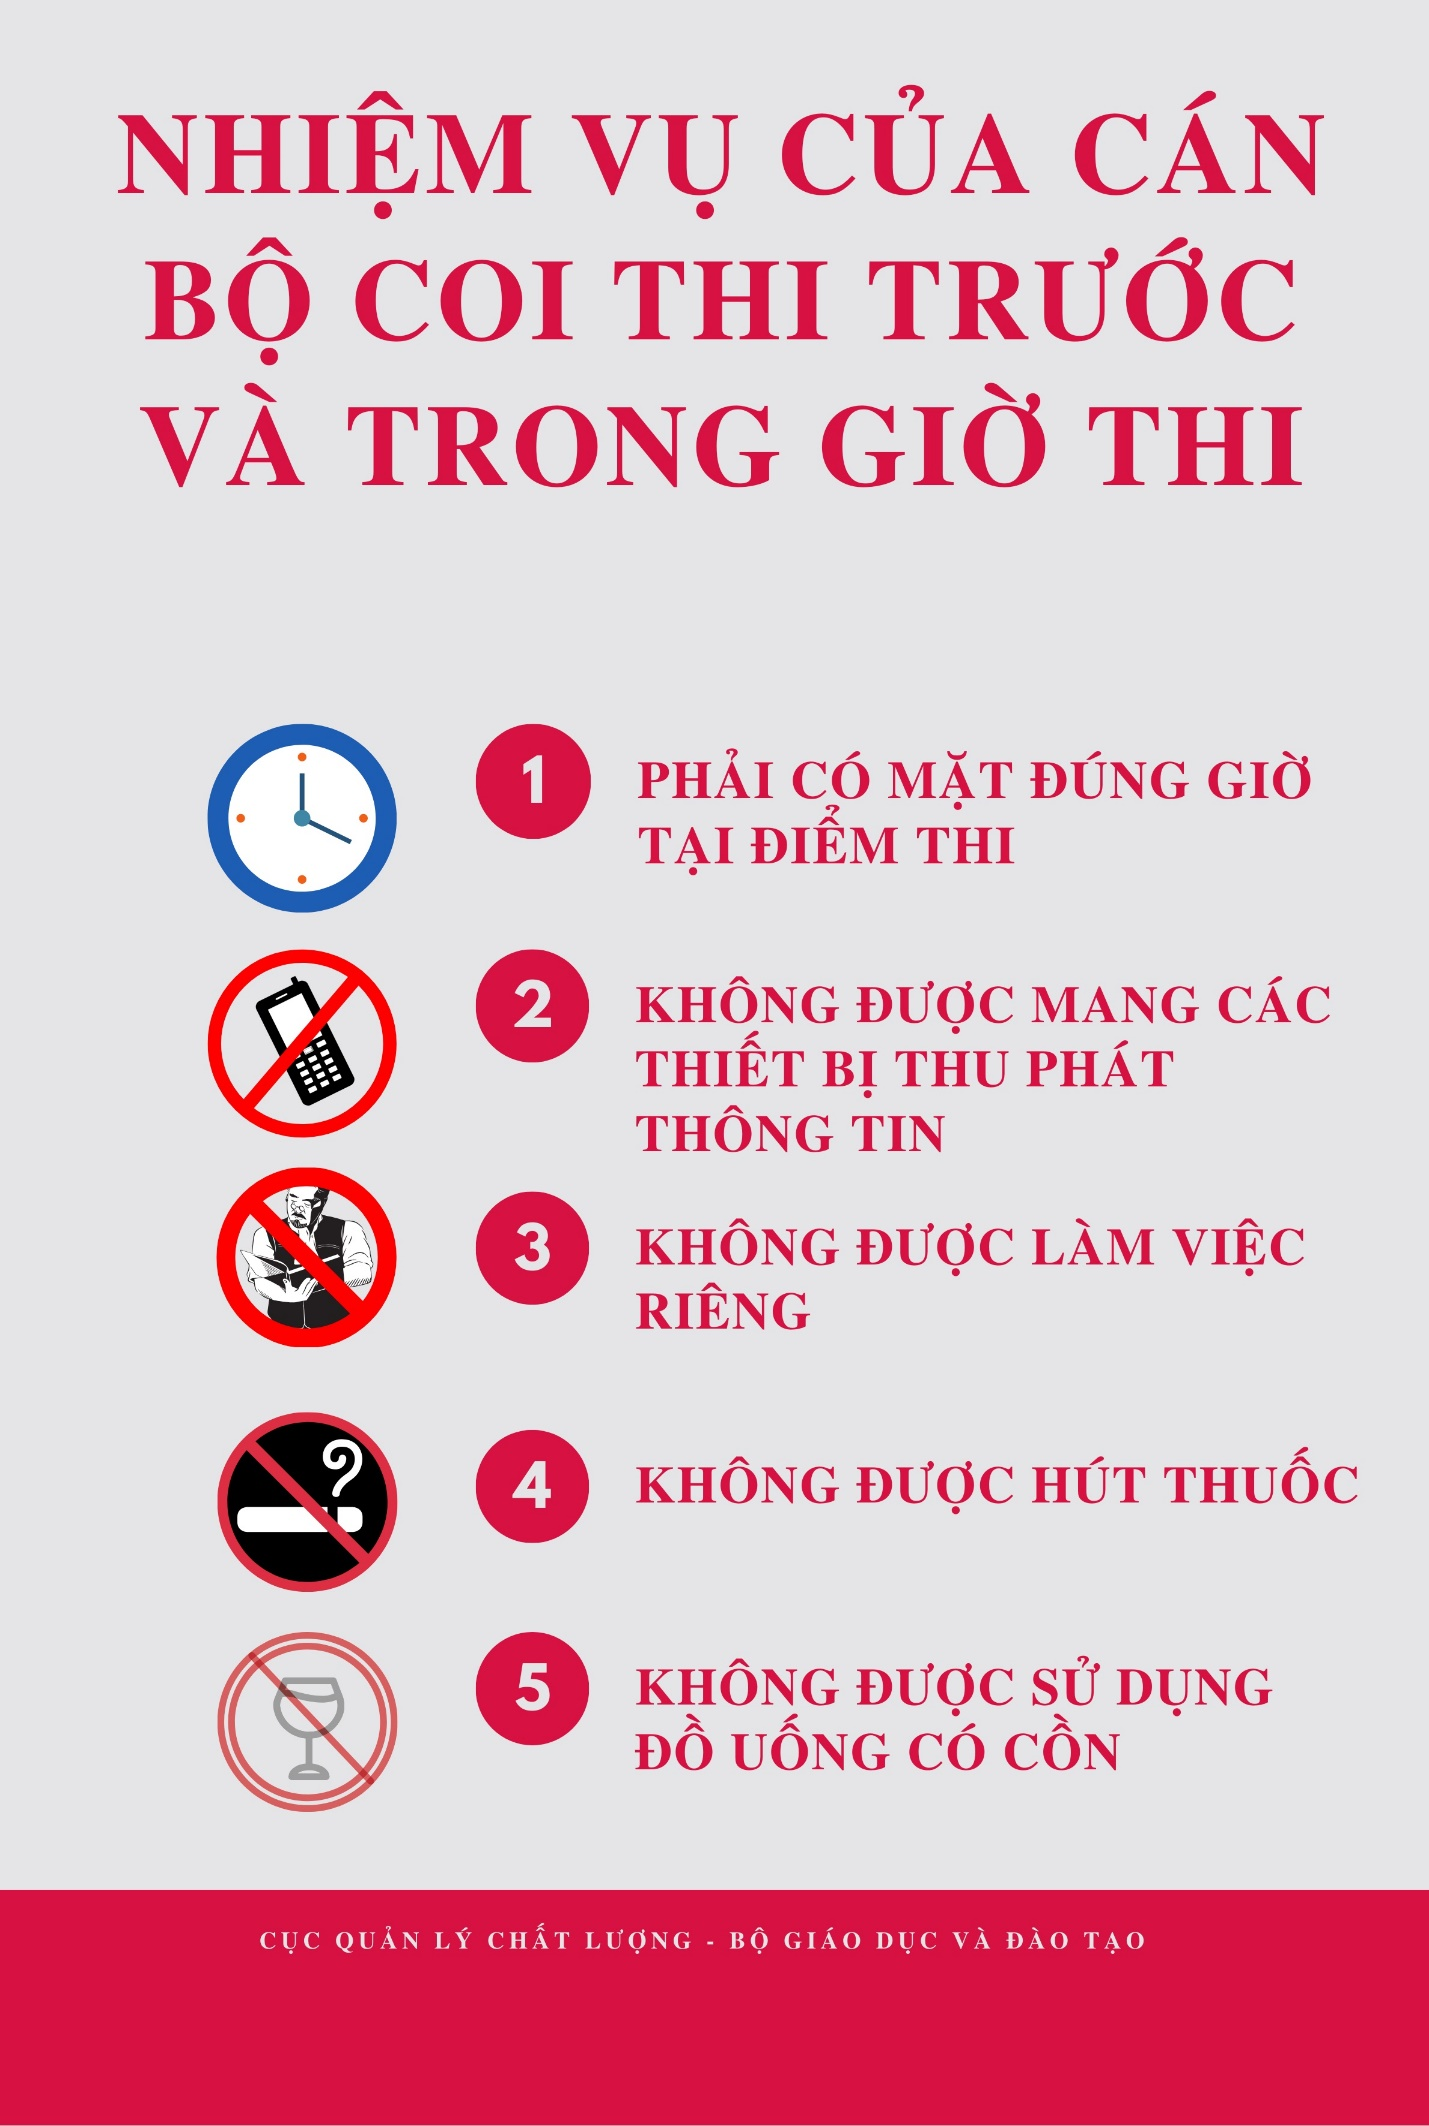 NHIỆM VỤ CỦA CÁN
BỘ COI THI TRƯỚC
VÀ TRONG GIỜ THI
1
PHẢI CÓ MẶT ĐÚNG GIỜ
TẠI ĐIỂM THI
2
KHÔNG ĐƯỢC MANG CÁC
THIẾT BỊ THU PHÁT
THÔNG TIN
3
KHÔNG ĐƯỢC LÀM VIỆC
RIÊNG
4
KHÔNG ĐƯỢC HÚT THUỐC
5
KHÔNG ĐƯỢC SỬ DỤNG
ĐỒ UỐNG CÓ CỒN
CỤC QUẢN LÝ CHẤT LƯỢNG - BỘ GIÁO DỤC VÀ ĐÀO TẠO